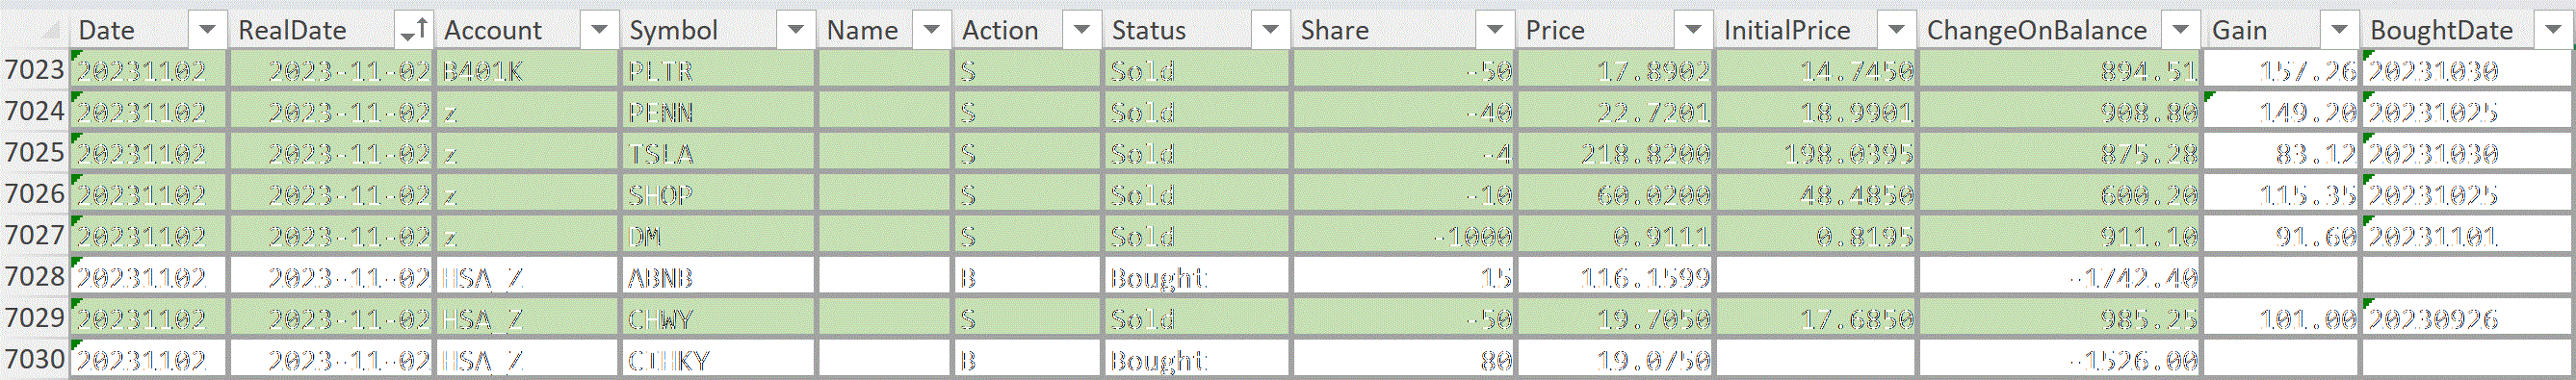 Date RealDate Account Symbol Name Action Status Share Price InitialPrice ChangeOnBalance Gain BoughtDate
7023 20231102 2023-11-02 B401K PLTR S Sold -50 17.8902 14.7450 894.51 157.26 20231030
7024 20231102 2023-11-02 z PENN S Sold -40 22.7201 18.9901 908.80 149.20 20231025
7025 20231102 2023-11-02 z TSLA S Sold -4 218.8200 198.0395 875.28 83.12 20231030
7026 20231102 2023-11-02 z SHOP S Sold -10 60.0200 48.4850 600.20 115.35 20231025
7027 20231102 2023-11-02 z DM S Sold -1000 0.9111 0.8195 911.10 91.60 20231101
7028 20231102 2023-11-02 HSA_Z ABNB B Bought 15 116.1599 -1742.40
7029 20231102 2023-11-02 HSA_Z CHWY S Sold -50 19.7050 17.6850 985.25 101.00 20230926
7030 20231102 2023-11-02 HSA_Z CTHKY B Bought 80 19.0750 -1526.00